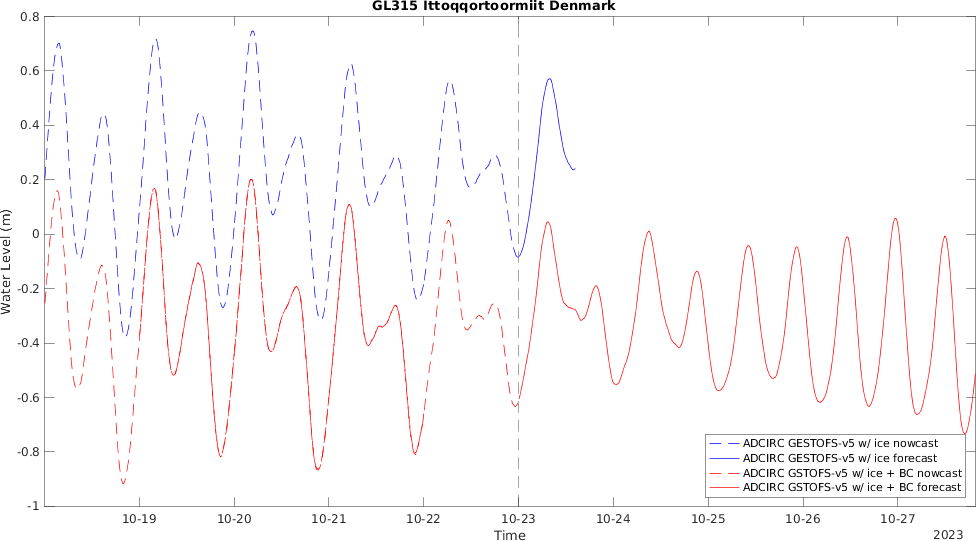 GL315 Ittoqqortoormiit Denmark
0.8
0.6
0.4
0.2
0
-0.2
-0.4
-0.6
-0.8
-1
Water Level (m)
10-19 10-20 10-21 10-22 10-23 10-24 10-25 10-26 10-27
Time
2023
ADCIRC GESTOFS-v5 w/ ice nowcast
ADCIRC GESTOFS-v5 w/ ice forecast
ADCIRC GSTOFS-v5 w/ ice + BC nowcast
ADCIRC GSTOFS-v5 w/ ice + BC forecast